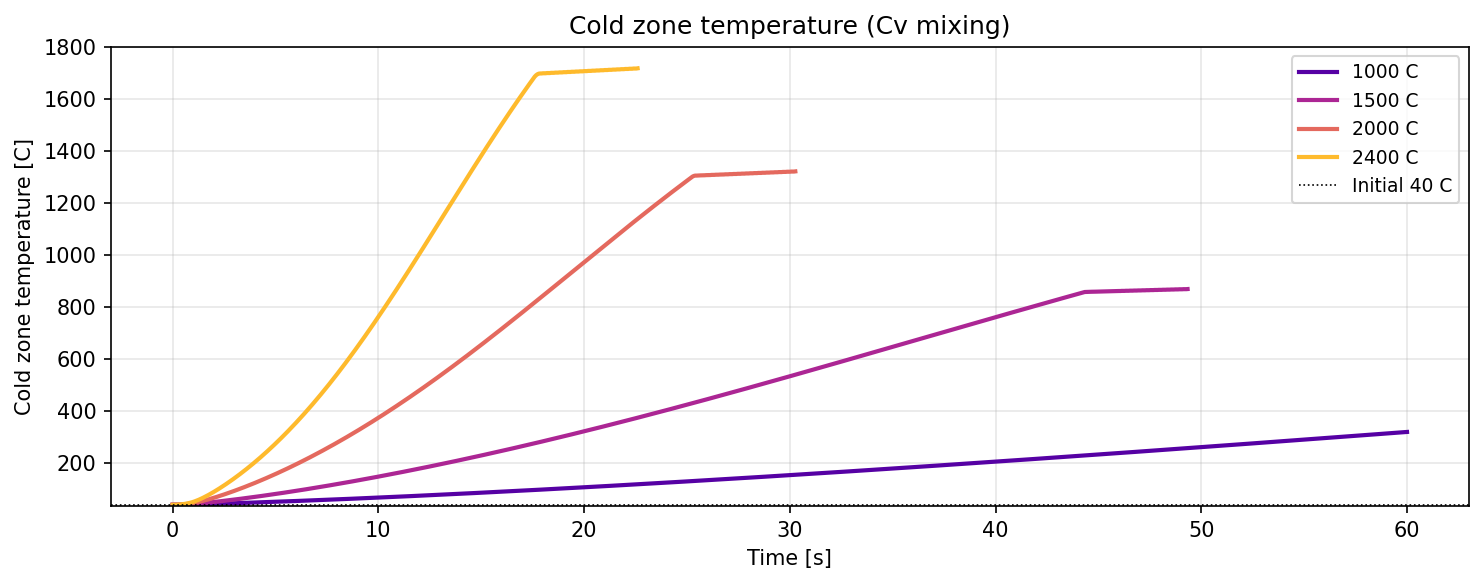 Cold zone temperature (Cv mixing)
Cold zone temperature [C]
1800
1600
1400
1200
1000
800
600
400
200
1000 C
1500 C
2000 C
2400 C
Initial 40 C
0
10
20
30
40
50
60
Time [s]